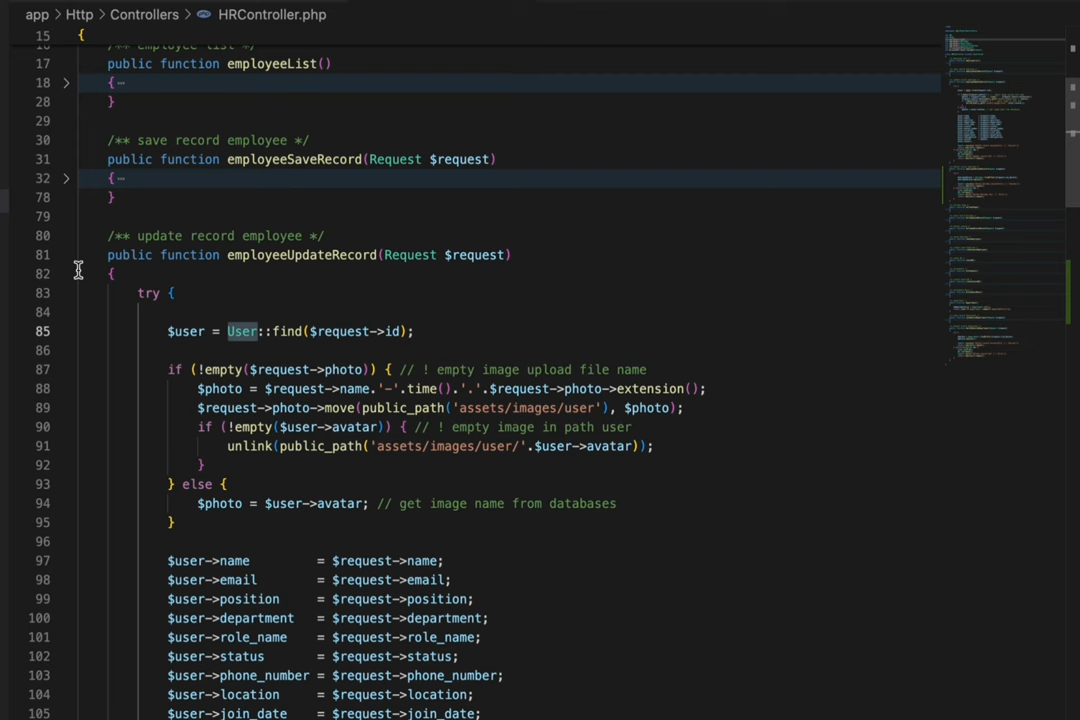 app > Http > Controllers > HRController.php
15 {
16 /** employee list */
17 public function employeeList()
18 > { ⋯
28 }
29
30 /** save record employee */
31 public function employeeSaveRecord(Request $request)
32 > { ⋯
78 }
79
80 /** update record employee */
81 public function employeeUpdateRecord(Request $request)
82 {
83 try {
84
85 $user = User::find($request->id);
86
87 if (!empty($request->photo)) { // ! empty image upload file name
88 $photo = $request->name.'-'.time().'.'.$request->photo->extension();
89 $request->photo->move(public_path('assets/images/user'), $photo);
90 if (!empty($user->avatar)) { // ! empty image in path user
91 unlink(public_path('assets/images/user/'.$user->avatar));
92 }
93 } else {
94 $photo = $user->avatar; // get image name from databases
95 }
96
97 $user->name = $request->name;
98 $user->email = $request->email;
99 $user->position = $request->position;
100 $user->department = $request->department;
101 $user->role_name = $request->role_name;
102 $user->status = $request->status;
103 $user->phone_number = $request->phone_number;
104 $user->location = $request->location;
105 $user->join_date = $request->join_date;